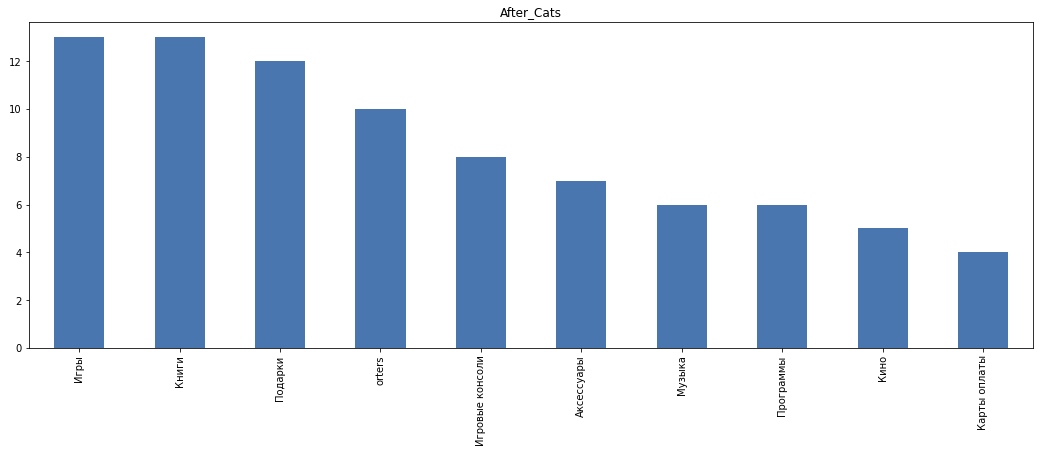 After_Cats
12
10
8
6
4
2
0
Игры
Книги
Подарки
orters
Игровые консоли
Аксессуары
Музыка
Программы
Кино
Карты оплаты